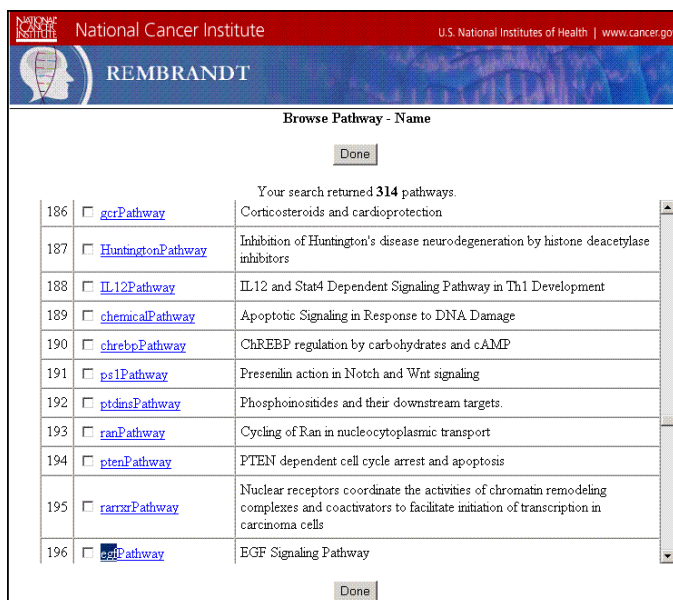 NATIONAL
CANCER
INSTITUTE
National Cancer Institute
U.S. National Institutes of Health | www.cancer.gov
REMBRANDT
Browse Pathway - Name
Done
Your search returned 314 pathways.
186 gcrPathway Corticosteroids and cardioprotection
187 HuntingtonPathway Inhibition of Huntington's disease neurodegeneration by histone deacetylase
inhibitors
188 IL12Pathway IL12 and Stat4 Dependent Signaling Pathway in Th1 Development
189 chemicalPathway Apoptotic Signaling in Response to DNA Damage
190 chrebpPathway ChREBP regulation by carbohydrates and cAMP
191 ps1Pathway Presenilin action in Notch and Wnt signaling
192 ptdinsPathway Phosphoinositides and their downstream targets.
193 ranPathway Cycling of Ran in nucleocytoplasmic transport
194 ptenPathway PTEN dependent cell cycle arrest and apoptosis
195 rarrxrPathway Nuclear receptors coordinate the activities of chromatin remodeling
complexes and coactivators to facilitate initiation of transcription in
carcinoma cells
196 egfPathway EGF Signaling Pathway
Done